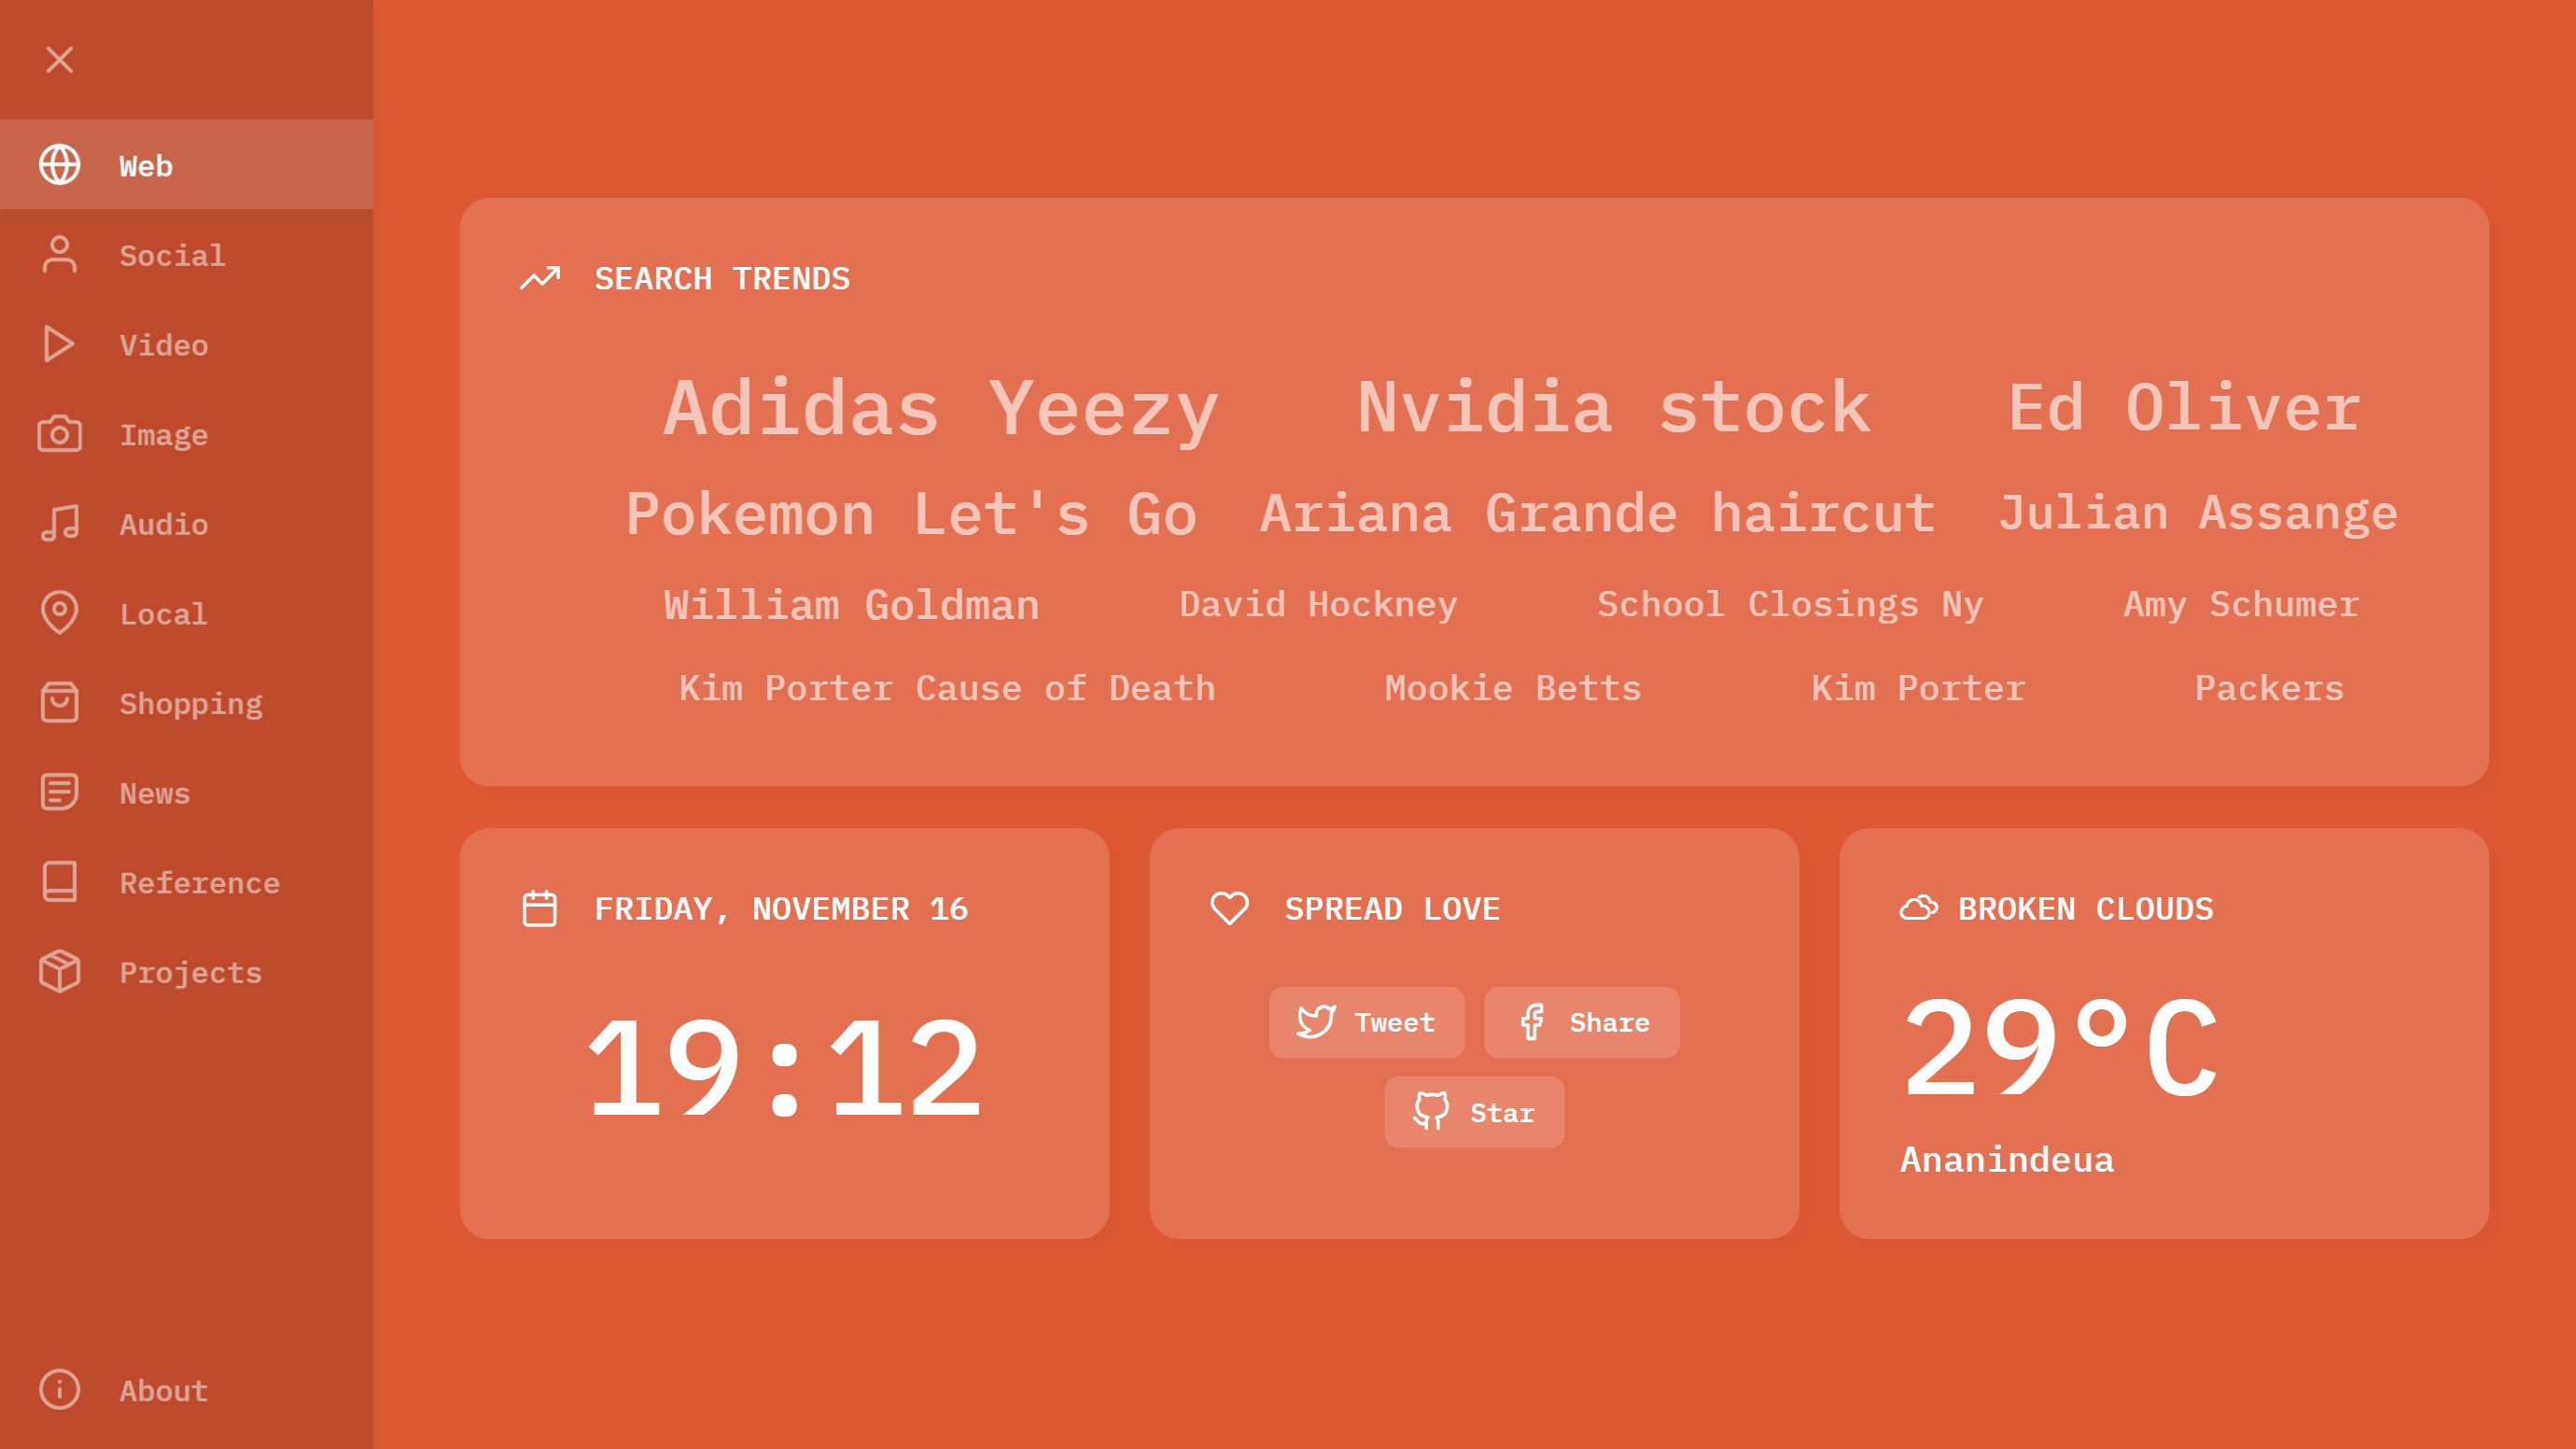 Web
Social
Video
Image
Audio
Local
Shopping
News
Reference
Projects
About
SEARCH TRENDS
Adidas Yeezy Nvidia stock Ed Oliver
Pokemon Let's Go Ariana Grande haircut Julian Assange
William Goldman David Hockney School Closings Ny Amy Schumer
Kim Porter Cause of Death Mookie Betts Kim Porter Packers
FRIDAY, NOVEMBER 16
19:12
SPREAD LOVE
Tweet Share
Star
BROKEN CLOUDS
29°C
Ananindeua